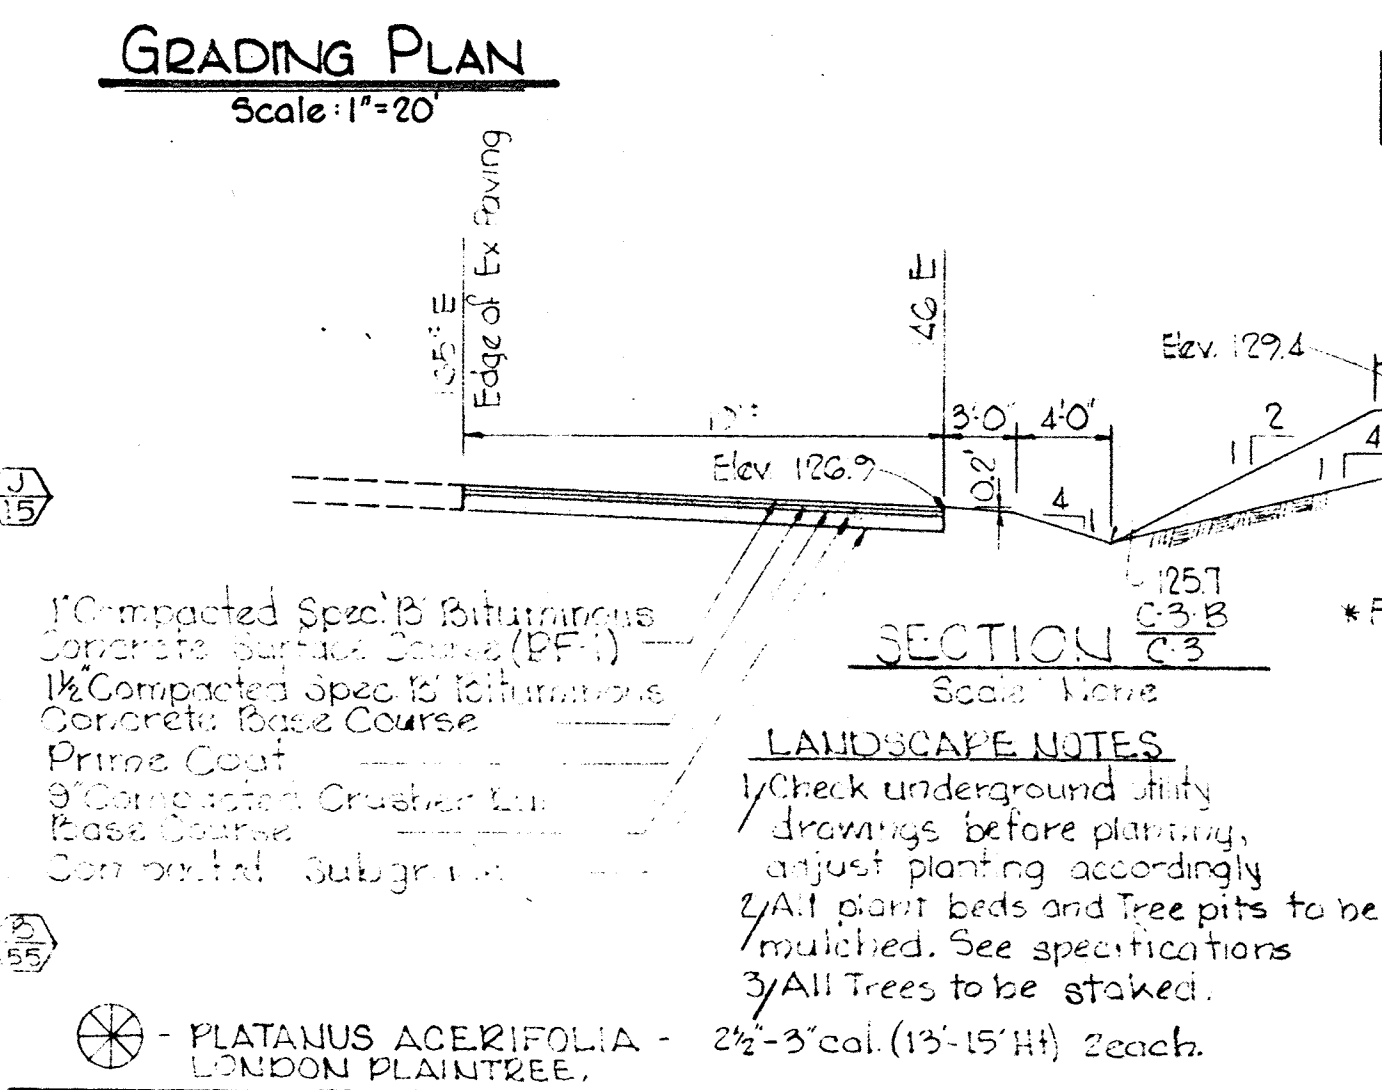 GRADING PLAN
Scale: 1"=20'
Edge of Ex Paving
46 E
Elev. 129.4
3'-0"
4'-0"
2
1
4
1
Elev. 126.9
0.2'
4
1
J
15
125.7
1" Compacted Spec. 'B' Bituminous
Concrete Surface Course (BF-1)
1½" Compacted Spec. 'B' Bituminous
Concrete Base Course
Prime Coat
9" Compacted Crusher
Base Course
Compacted Subgrade
SECTION C-3-B
C-3
Scale: None
LANDSCAPE NOTES
1/ Check underground utility
drawings before planting,
adjust planting accordingly
2/ All plant beds and Tree pits to be
mulched. See specifications
3/ All Trees to be staked.
B
55
- PLATANUS ACERIFOLIA - 2½"-3" cal. (13'-15' Ht) 2each.
LONDON PLAINTREE.